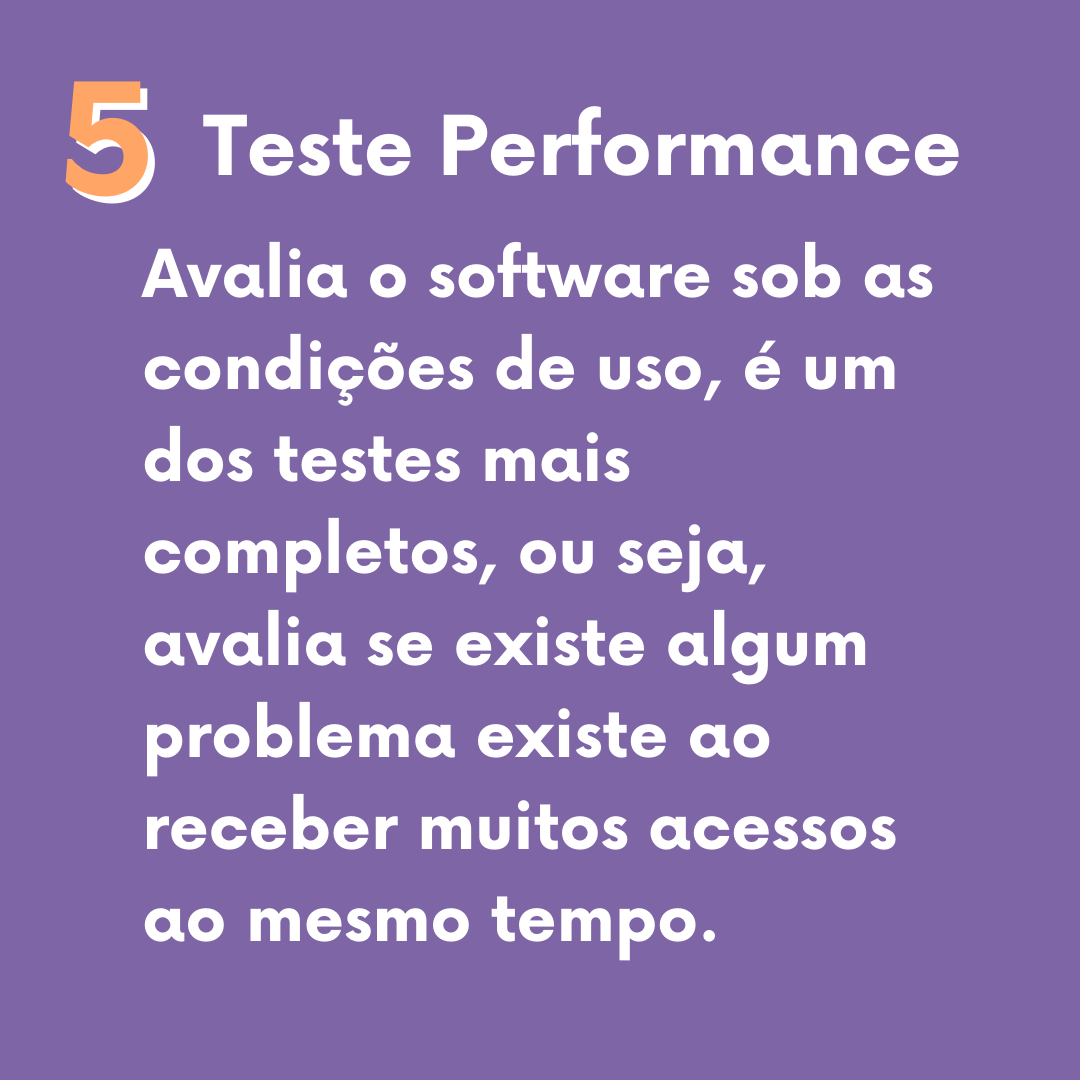 5 Teste Performance
Avalia o software sob as
condições de uso, é um
dos testes mais
completos, ou seja,
avalia se existe algum
problema existe ao
receber muitos acessos
ao mesmo tempo.